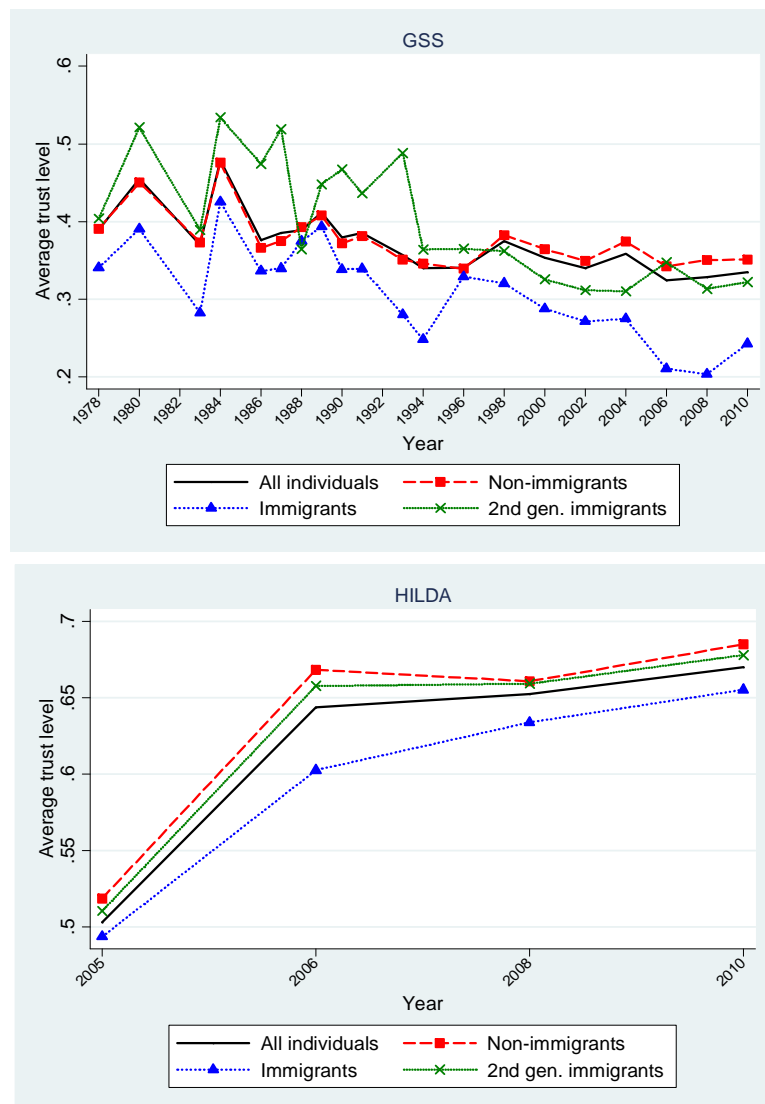 GSS
Average trust level
.6
.5
.4
.3
.2
1978 1980 1982 1984 1986 1988 1990 1992 1994 1996 1998 2000 2002 2004 2006 2008 2010
Year
All individuals Non-immigrants
Immigrants 2nd gen. immigrants
HILDA
Average trust level
.7
.65
.6
.55
.5
2005 2006 2008 2010
Year
All individuals Non-immigrants
Immigrants 2nd gen. immigrants